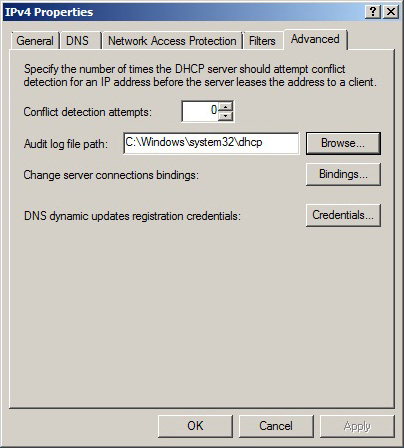 IPv4 Properties
General DNS Network Access Protection Filters Advanced
Specify the number of times the DHCP server should attempt conflict
detection for an IP address before the server leases the address to a client.
Conflict detection attempts: 0
Audit log file path: C:\Windows\system32\dhcp Browse...
Change server connections bindings: Bindings...
DNS dynamic updates registration credentials: Credentials...
OK Cancel Apply